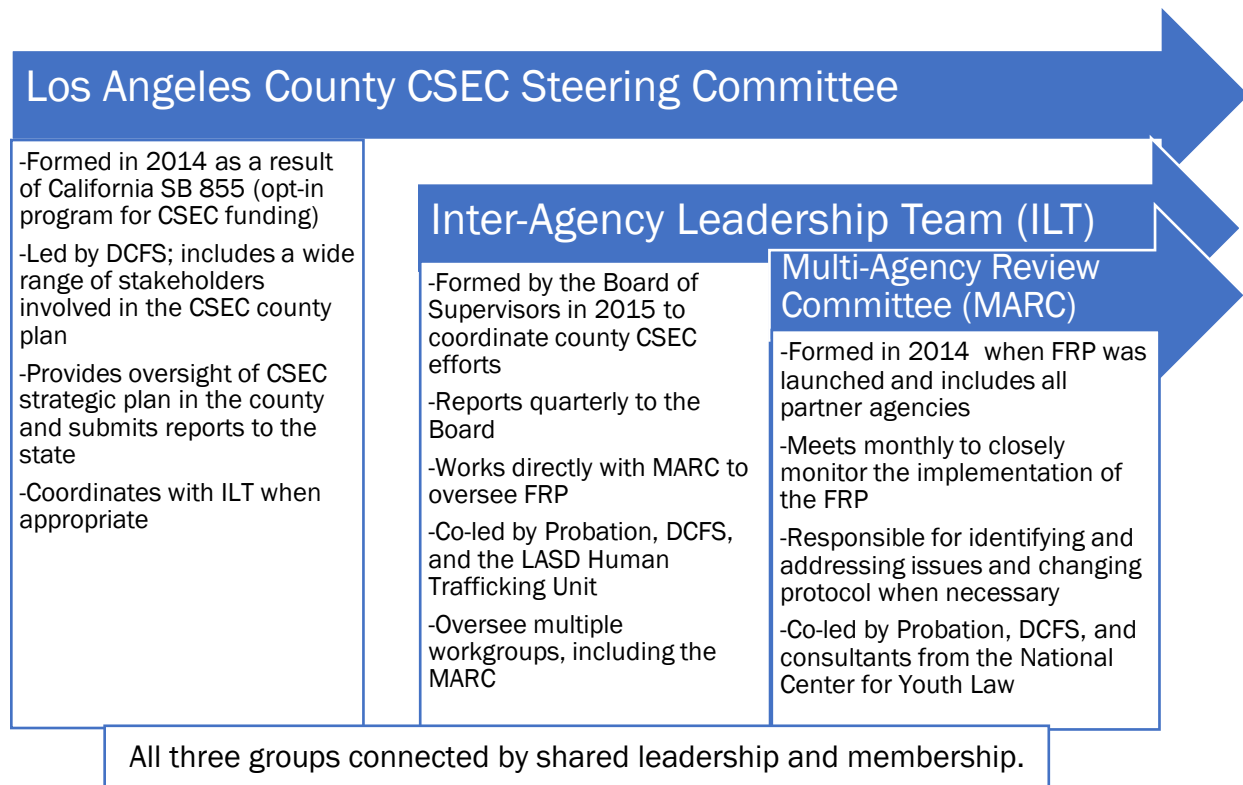 Los Angeles County CSEC Steering Committee
-Formed in 2014 as a result
of California SB 855 (opt-in
program for CSEC funding)
-Led by DCFS; includes a wide
range of stakeholders
involved in the CSEC county
plan
-Provides oversight of CSEC
strategic plan in the county
and submits reports to the
state
-Coordinates with ILT when
appropriate
Inter-Agency Leadership Team (ILT)
-Formed by the Board of
Supervisors in 2015 to
coordinate county CSEC
efforts
-Reports quarterly to the
Board
-Works directly with MARC to
oversee FRP
-Co-led by Probation, DCFS,
and the LASD Human
Trafficking Unit
-Oversee multiple
workgroups, including the
MARC
Multi-Agency Review
Committee (MARC)
-Formed in 2014 when FRP was
launched and includes all
partner agencies
-Meets monthly to closely
monitor the implementation of
the FRP
-Responsible for identifying and
addressing issues and changing
protocol when necessary
-Co-led by Probation, DCFS, and
consultants from the National
Center for Youth Law
All three groups connected by shared leadership and membership.